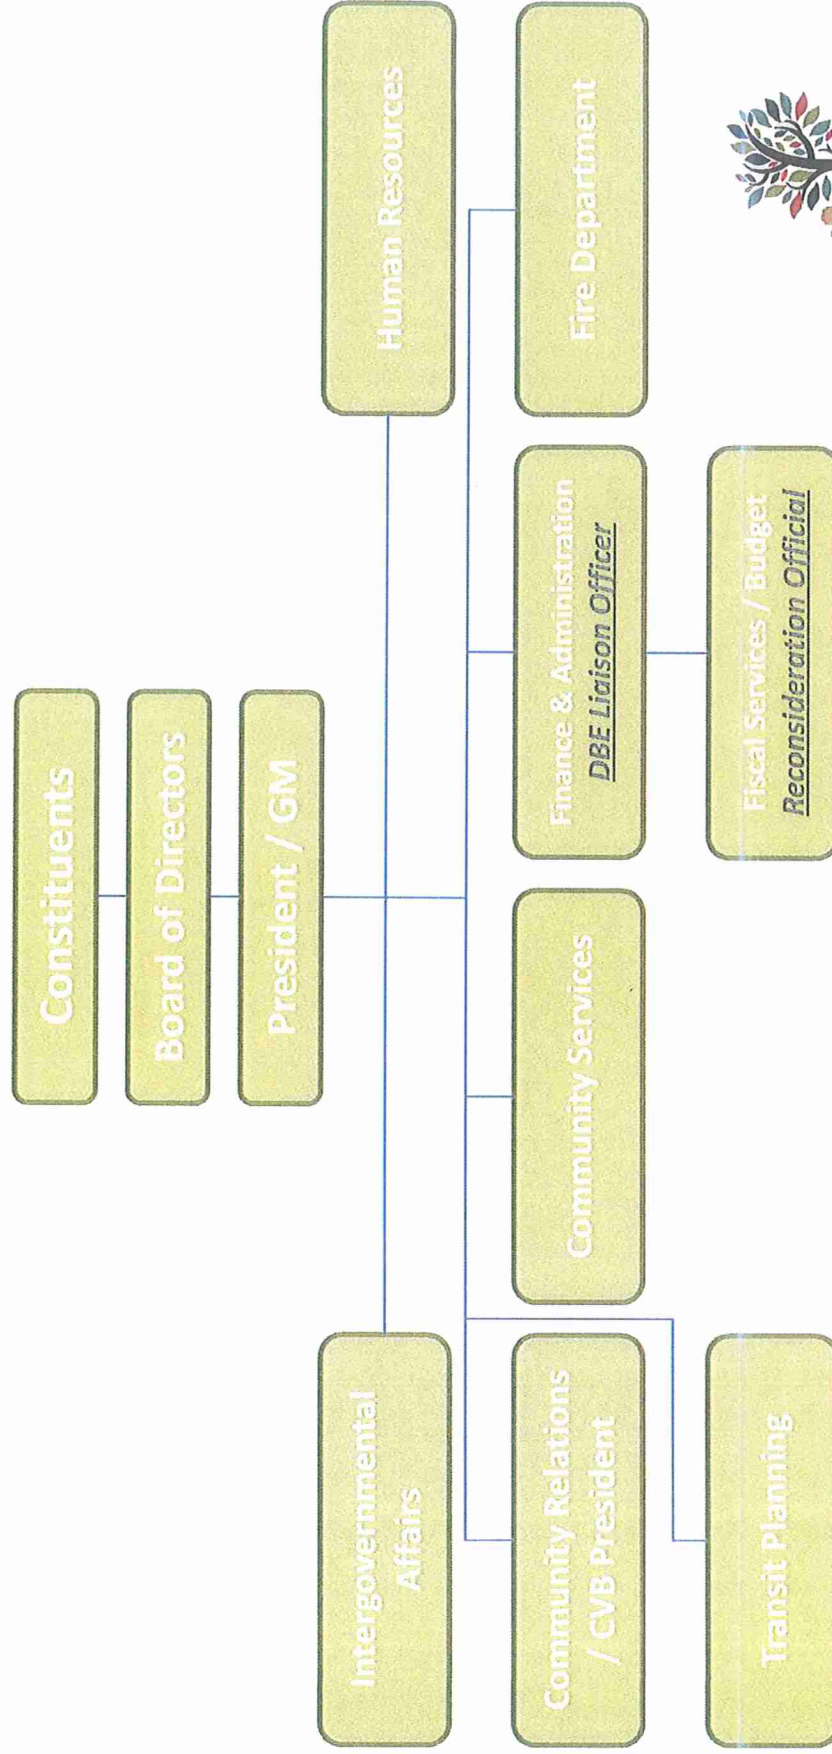 Constituents
Board of Directors
President / GM
Intergovernmental
Affairs
Human Resources
Community Relations
/ CVB President
Community Services
Finance & Administration
DBE Liaison Officer
Fire Department
Transit Planning
Fiscal Services / Budget
Reconsideration Official